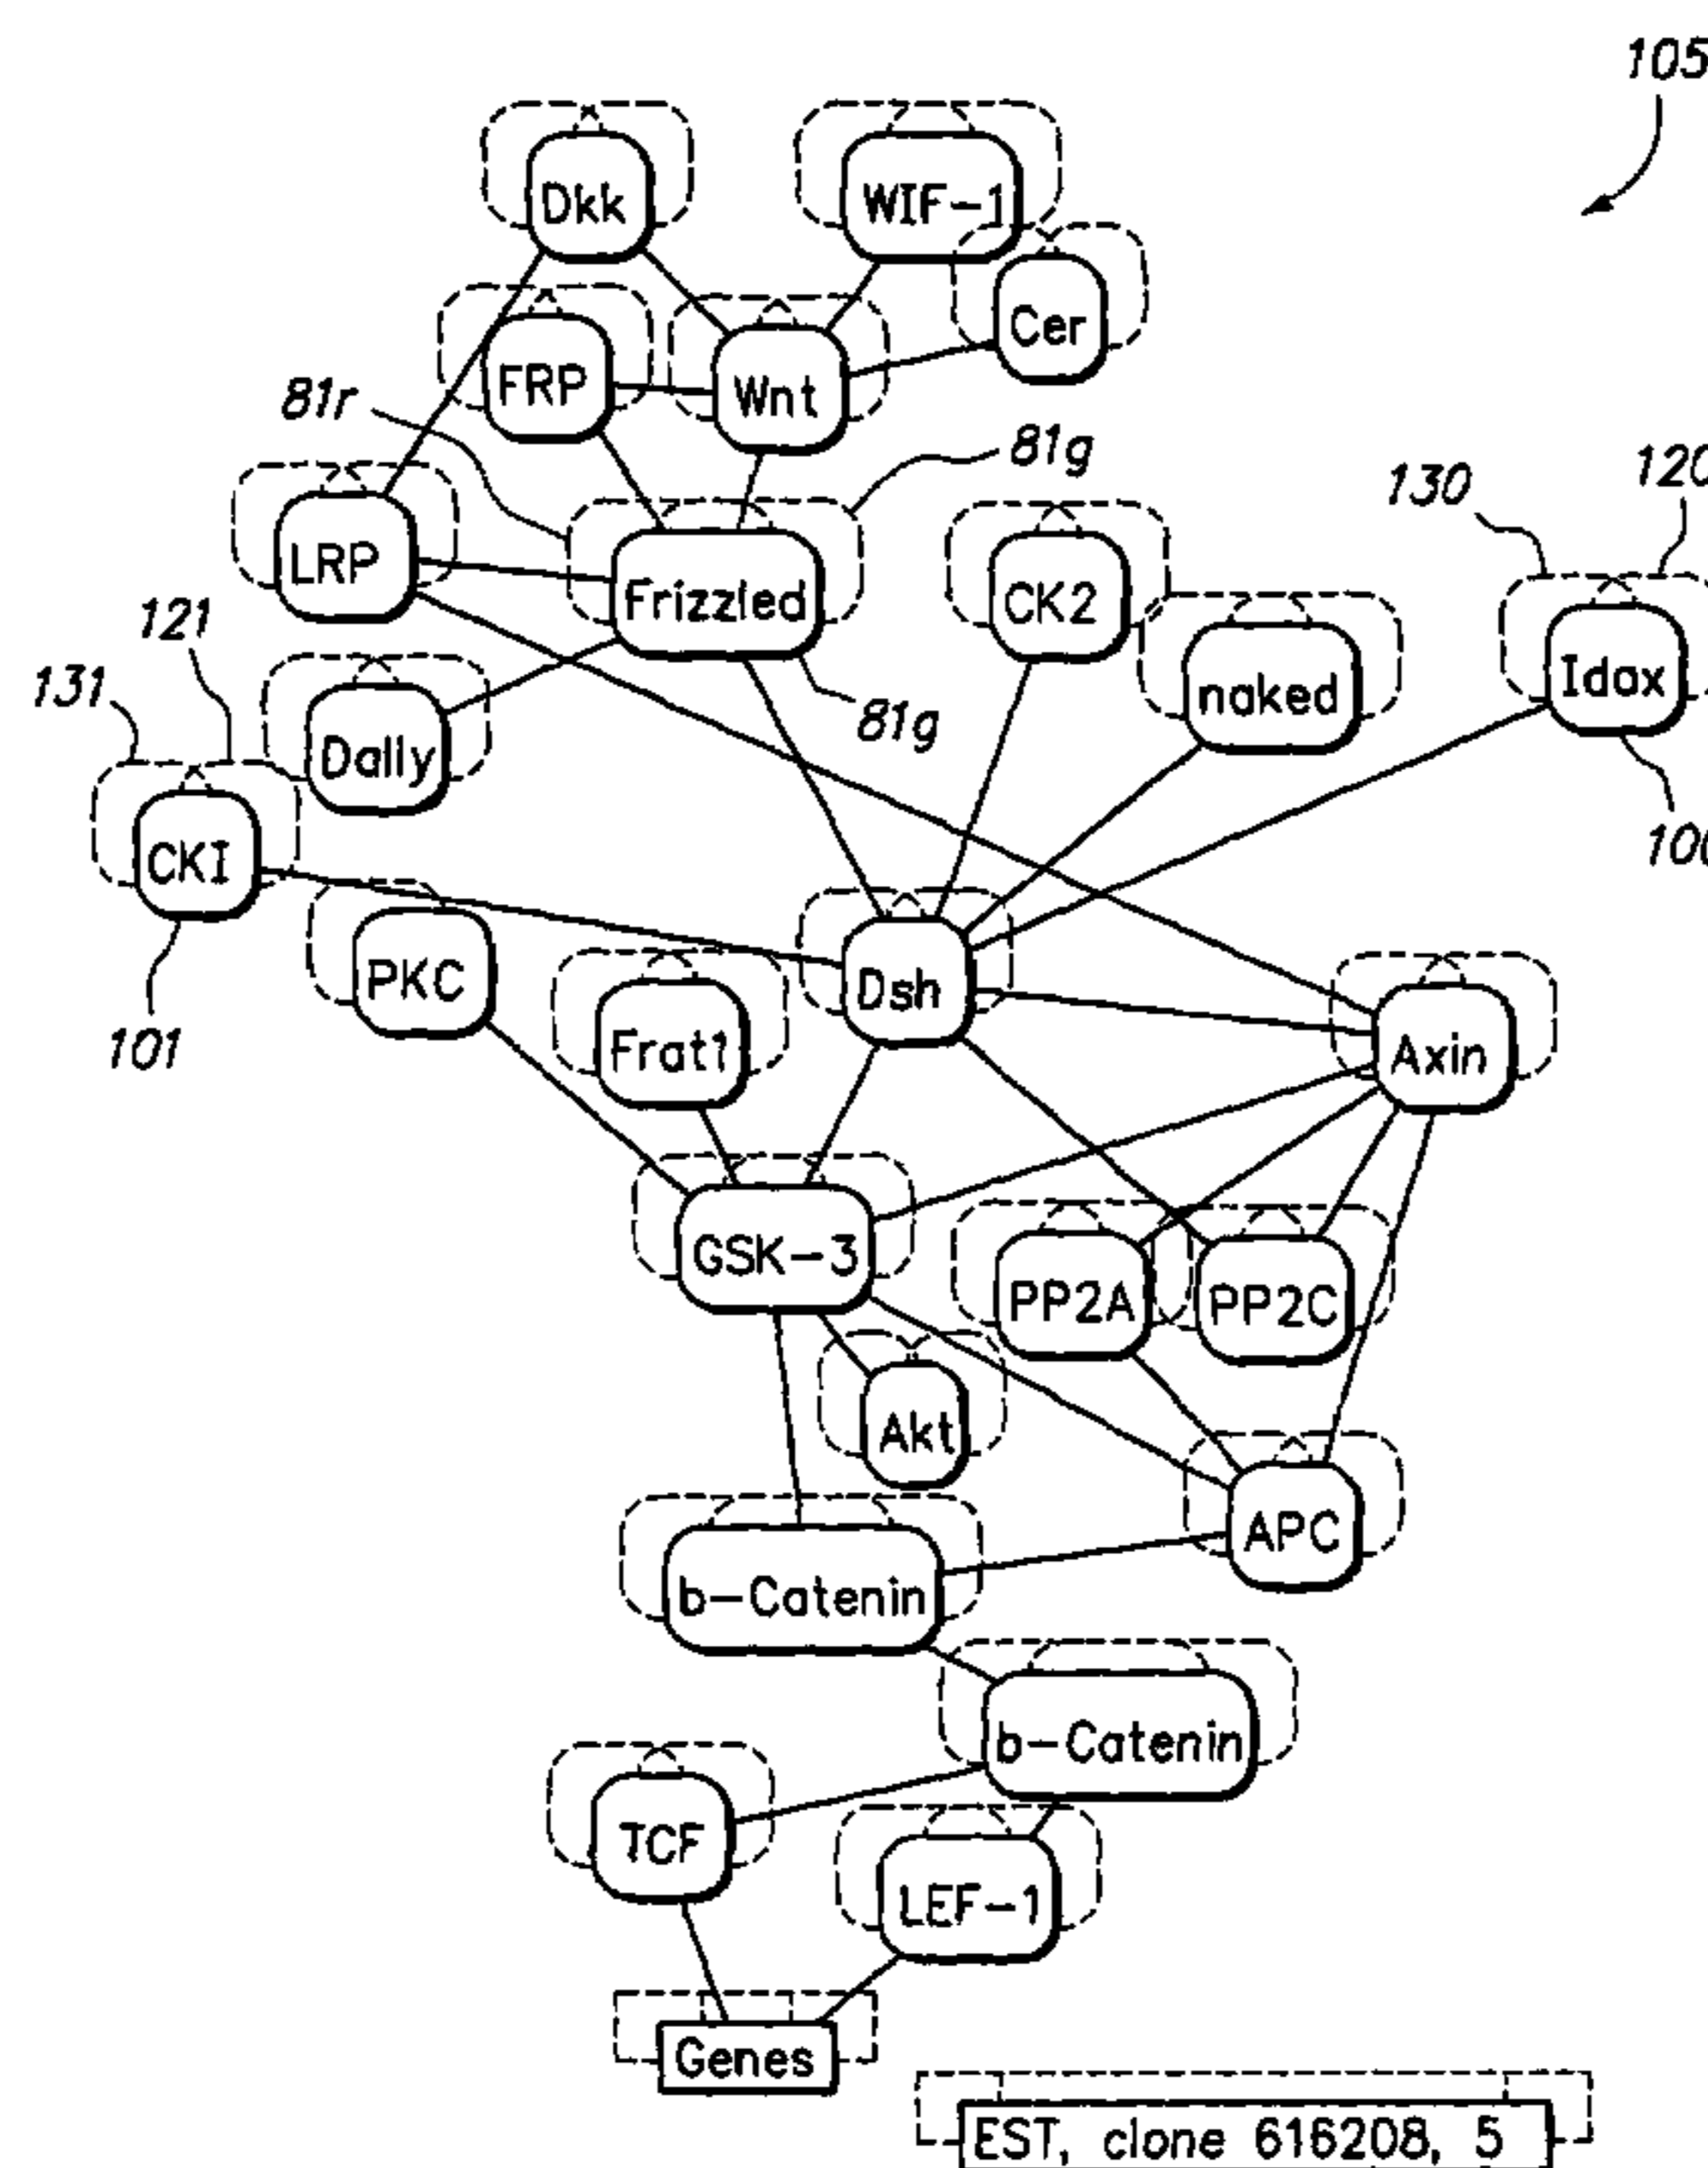 105
Dkk
WIF-1
Cer
FRP
Wnt
81r
81g
LRP
Frizzled
CK2
130
120
121
131
Dally
81g
naked
Idax
CKI
100
PKC
Dsh
101
Frat1
Axin
GSK-3
PP2A
PP2C
Akt
APC
b-Catenin
b-Catenin
TCF
LEF-1
Genes
EST, clone 616208, 5